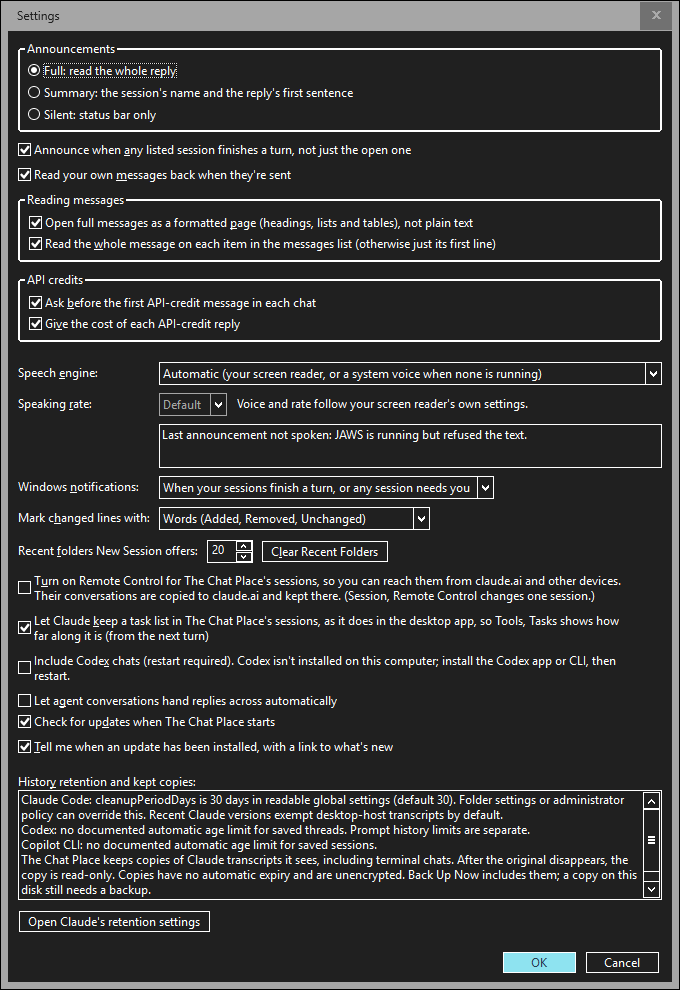 Settings
Announcements
Full: read the whole reply
Summary: the session's name and the reply's first sentence
Silent: status bar only
Announce when any listed session finishes a turn, not just the open one
Read your own messages back when they're sent
Reading messages
Open full messages as a formatted page (headings, lists and tables), not plain text
Read the whole message on each item in the messages list (otherwise just its first line)
API credits
Ask before the first API-credit message in each chat
Give the cost of each API-credit reply
Speech engine:
Automatic (your screen reader, or a system voice when none is running)
Speaking rate:
Default
Voice and rate follow your screen reader's own settings.
Last announcement not spoken: JAWS is running but refused the text.
Windows notifications:
When your sessions finish a turn, or any session needs you
Mark changed lines with:
Words (Added, Removed, Unchanged)
Recent folders New Session offers:
20
Clear Recent Folders
Turn on Remote Control for The Chat Place's sessions, so you can reach them from claude.ai and other devices.
Their conversations are copied to claude.ai and kept there. (Session, Remote Control changes one session.)
Let Claude keep a task list in The Chat Place's sessions, as it does in the desktop app, so Tools, Tasks shows how
far along it is (from the next turn)
Include Codex chats (restart required). Codex isn't installed on this computer; install the Codex app or CLI, then
restart.
Let agent conversations hand replies across automatically
Check for updates when The Chat Place starts
Tell me when an update has been installed, with a link to what's new
History retention and kept copies:
Claude Code: cleanupPeriodDays is 30 days in readable global settings (default 30). Folder settings or administrator
policy can override this. Recent Claude versions exempt desktop-host transcripts by default.
Codex: no documented automatic age limit for saved threads. Prompt history limits are separate.
Copilot CLI: no documented automatic age limit for saved sessions.
The Chat Place keeps copies of Claude transcripts it sees, including terminal chats. After the original disappears, the
copy is read-only. Copies have no automatic expiry and are unencrypted. Back Up Now includes them; a copy on this
disk still needs a backup.
Open Claude's retention settings
OK
Cancel